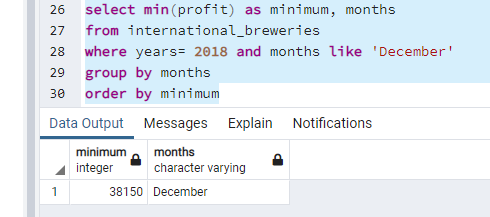 26 select min(profit) as minimum, months
27 from international_breweries
28 where years= 2018 and months like 'December'
29 group by months
30 order by minimum
Data Output Messages Explain Notifications
minimum months
integer character varying
1 38150 December